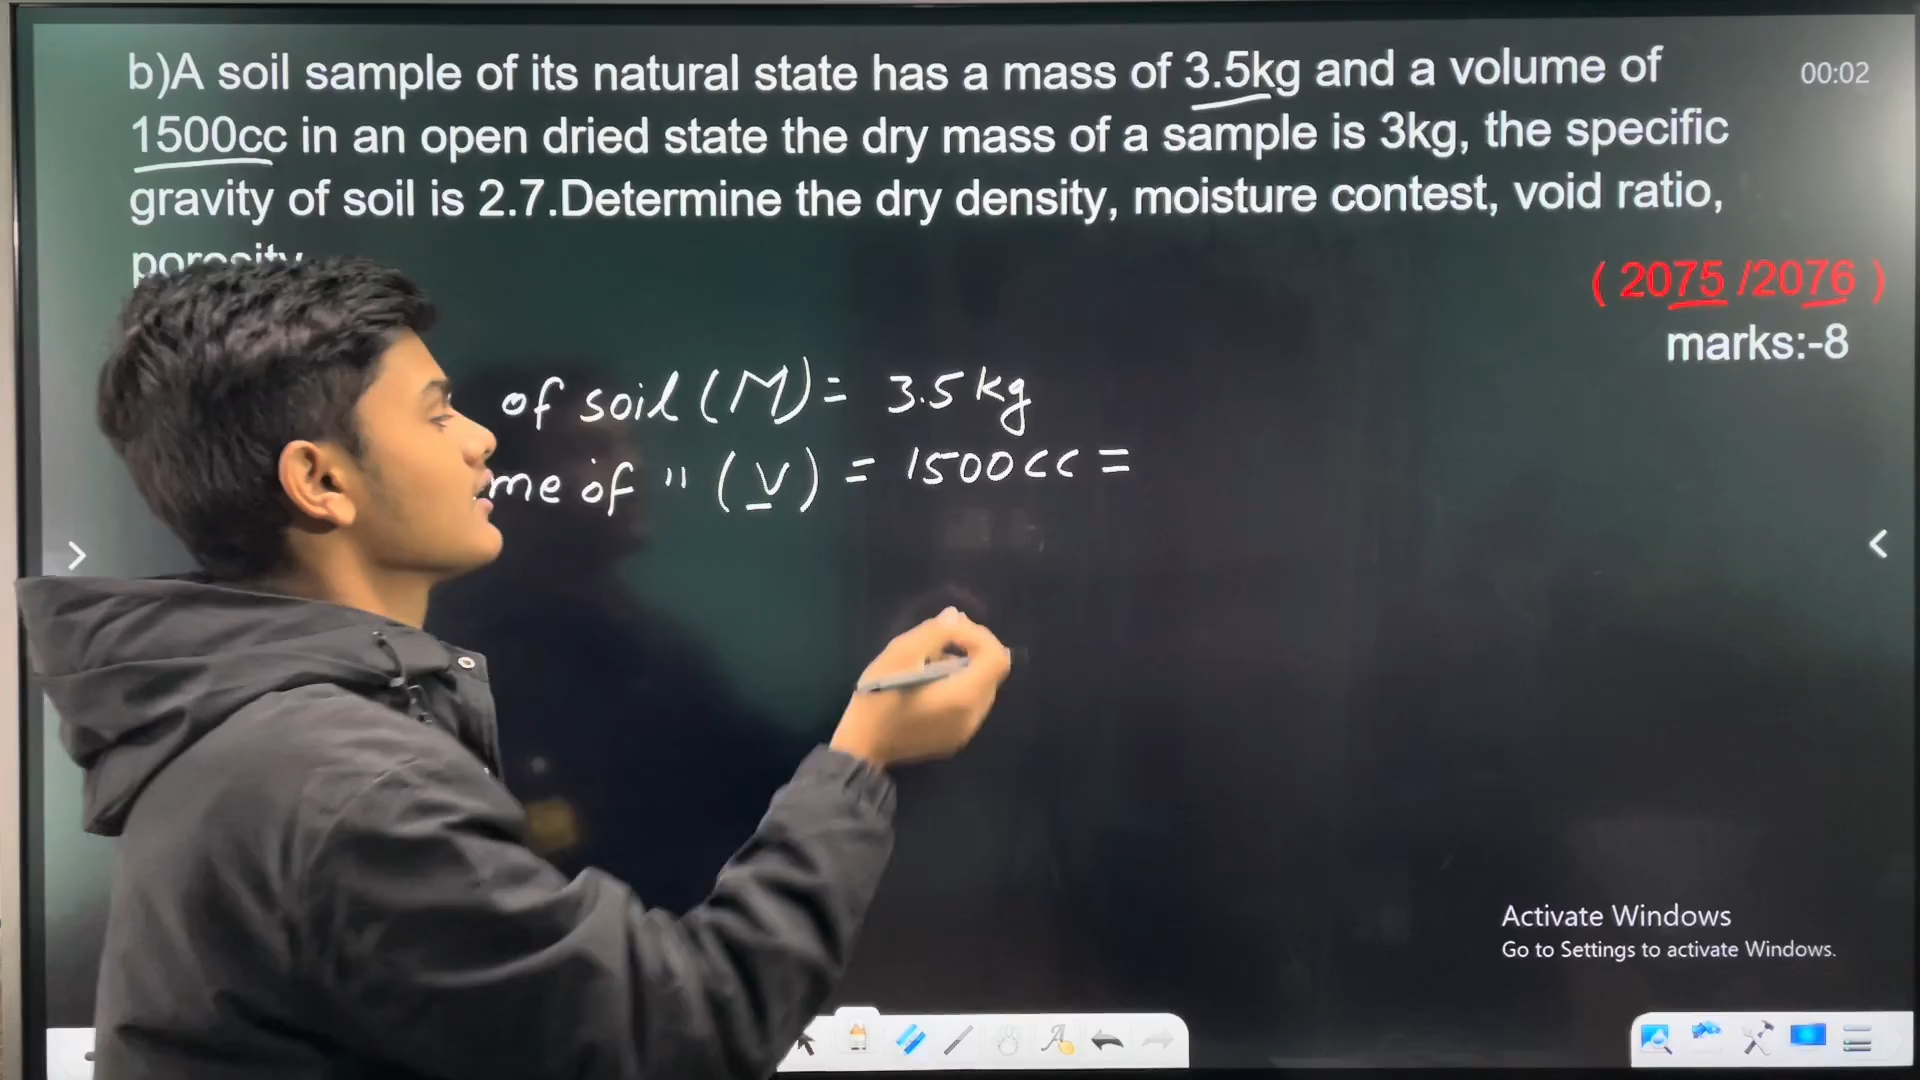 b)A soil sample of its natural state has a mass of 3.5kg and a volume of
00:02
1500cc in an open dried state the dry mass of a sample is 3kg, the specific
gravity of soil is 2.7.Determine the dry density, moisture contest, void ratio,
porosity
( 2075 /2076 )
marks:-8
of soil (M) = 3.5 kg
me of " (V) = 1500 cc =
Activate Windows
Go to Settings to activate Windows.